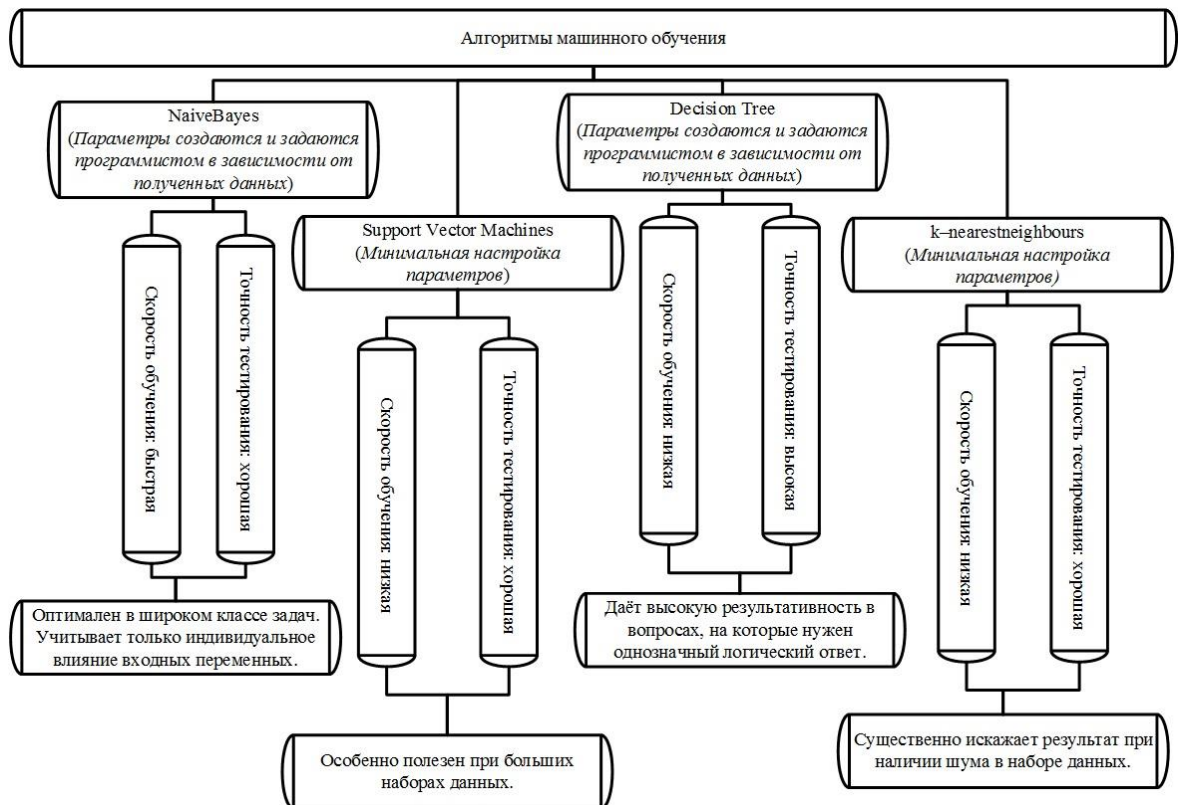 Алгоритмы машинного обучения
NaiveBayes
(Параметры создаются и задаются
программистом в зависимости от
полученных данных)
Скорость обучения: быстрая
Точность тестирования: хорошая
Оптимален в широком классе задач.
Учитывает только индивидуальное
влияние входных переменных.
Support Vector Machines
(Минимальная настройка
параметров)
Скорость обучения: низкая
Точность тестирования: хорошая
Особенно полезен при больших
наборах данных.
Decision Tree
(Параметры создаются и задаются
программистом в зависимости от
полученных данных)
Скорость обучения: низкая
Точность тестирования: высокая
Даёт высокую результативность в
вопросах, на которые нужен
однозначный логический ответ.
k–nearestneighbours
(Минимальная настройка
параметров)
Скорость обучения: низкая
Точность тестирования: хорошая
Существенно искажает результат при
наличии шума в наборе данных.